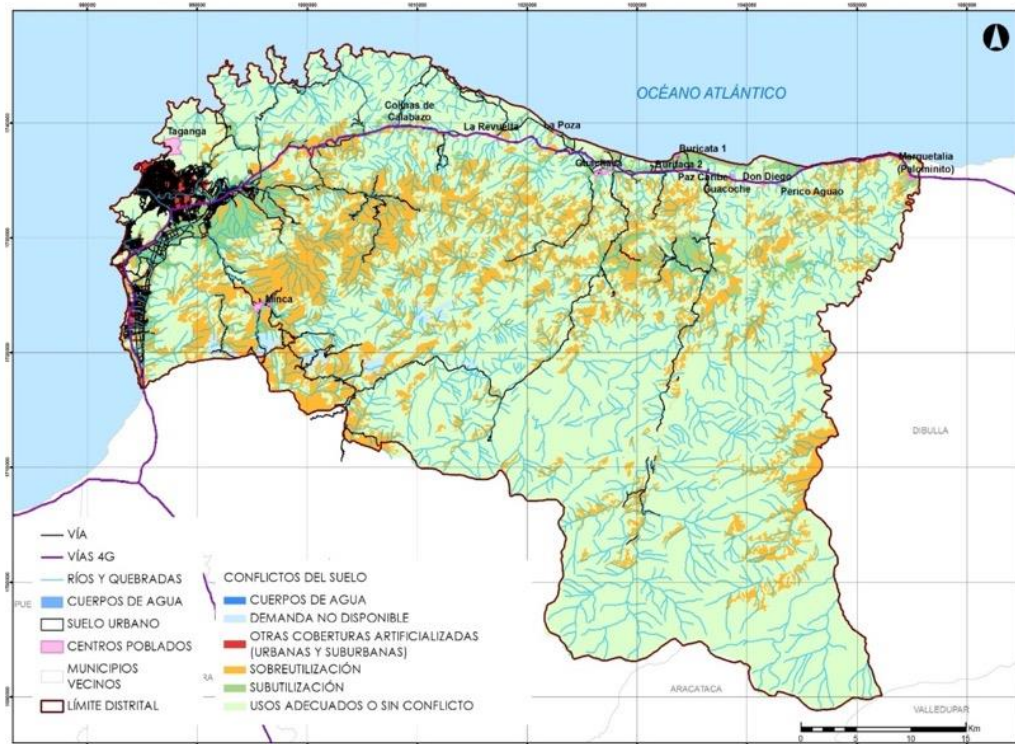 OCÉANO ATLÁNTICO
Colinas de
Calabazo
Taganga
La Revuelta
La Poza
Buricata 1
Guachaca
Buritaca 2
Marquetalia
(Palominito)
Paz Caribe
Don Diego
Guacoche
Perico Aguao
Minca
DIBULLA
ARACATACA
VALLEDUPAR
PUE
RA
VÍA
VÍAS 4G
RÍOS Y QUEBRADAS
CUERPOS DE AGUA
SUELO URBANO
CENTROS POBLADOS
MUNICIPIOS
VECINOS
LÍMITE DISTRITAL
CONFLICTOS DEL SUELO
CUERPOS DE AGUA
DEMANDA NO DISPONIBLE
OTRAS COBERTURAS ARTIFICIALIZADAS
(URBANAS Y SUBURBANAS)
SOBREUTILIZACIÓN
SUBUTILIZACIÓN
USOS ADECUADOS O SIN CONFLICTO
Km
0 5 10 15